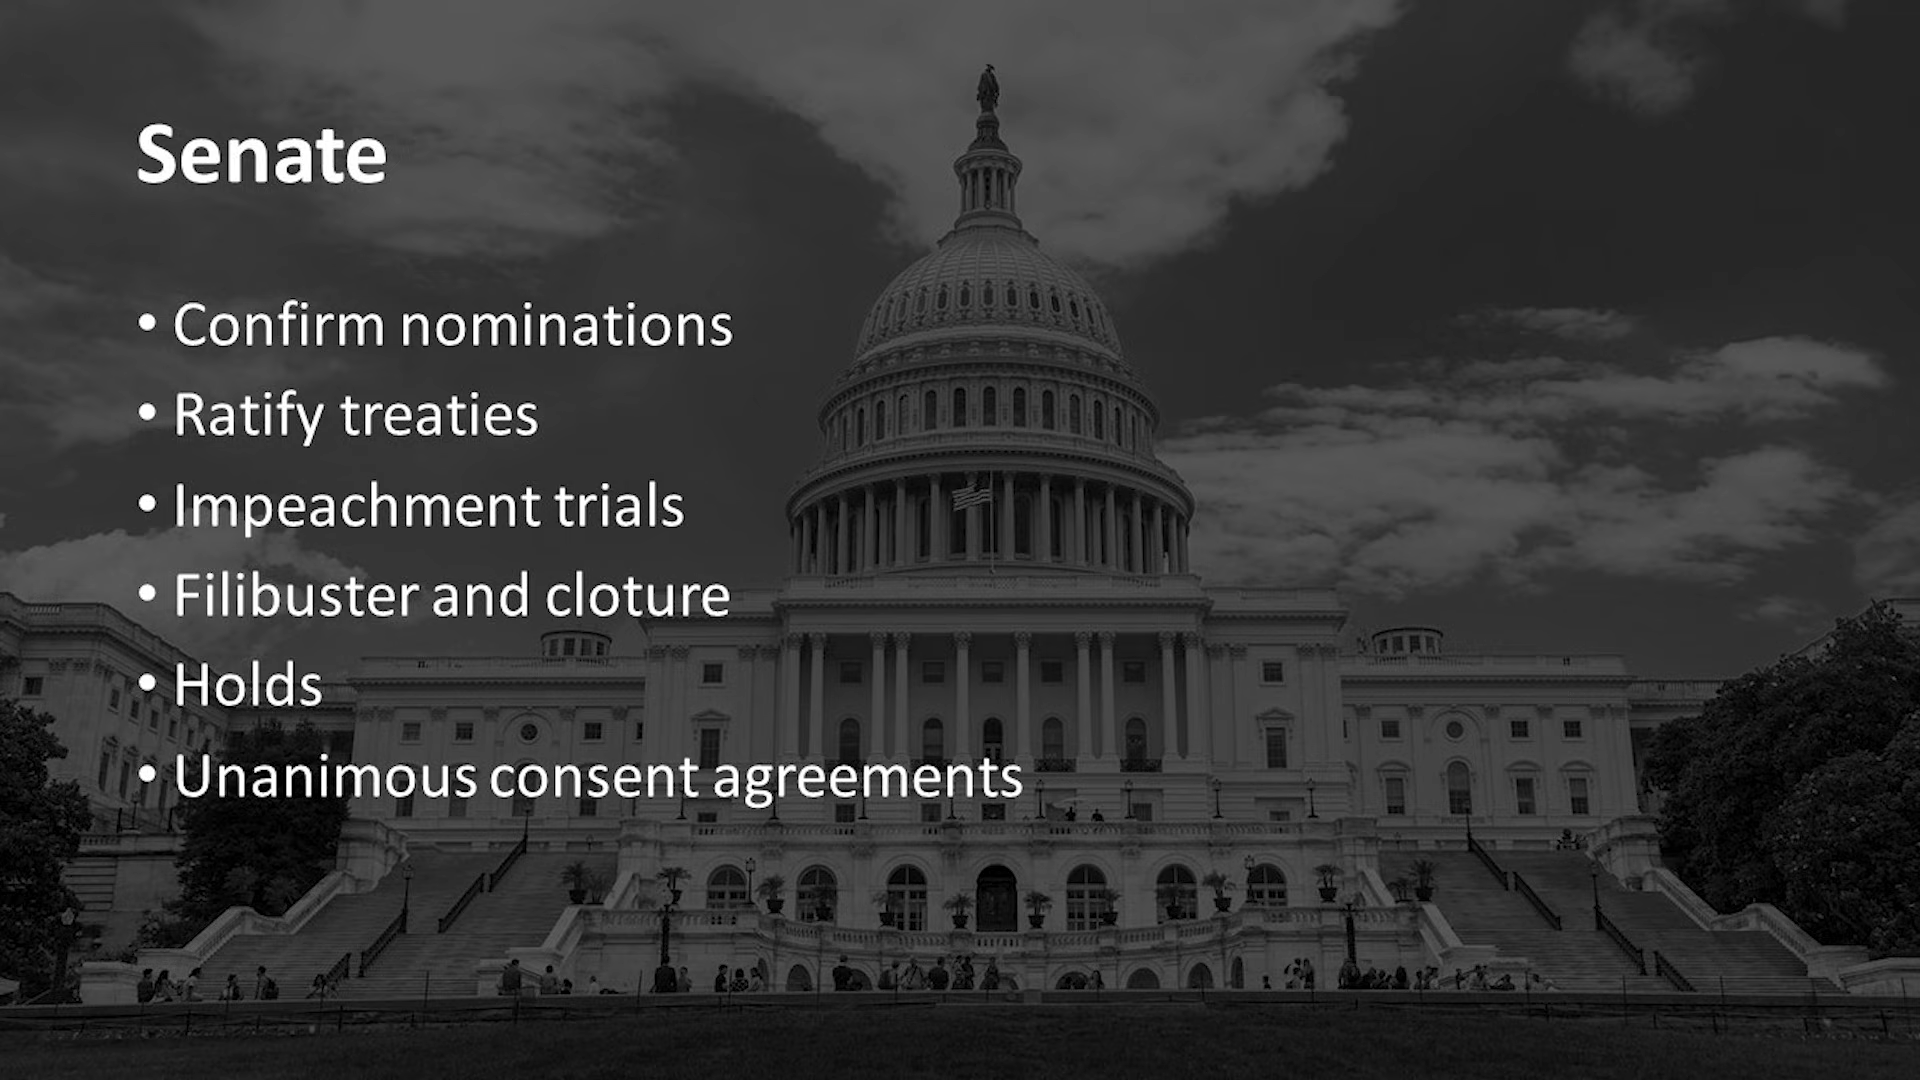 Senate
• Confirm nominations
• Ratify treaties
• Impeachment trials
• Filibuster and cloture
• Holds
• Unanimous consent agreements